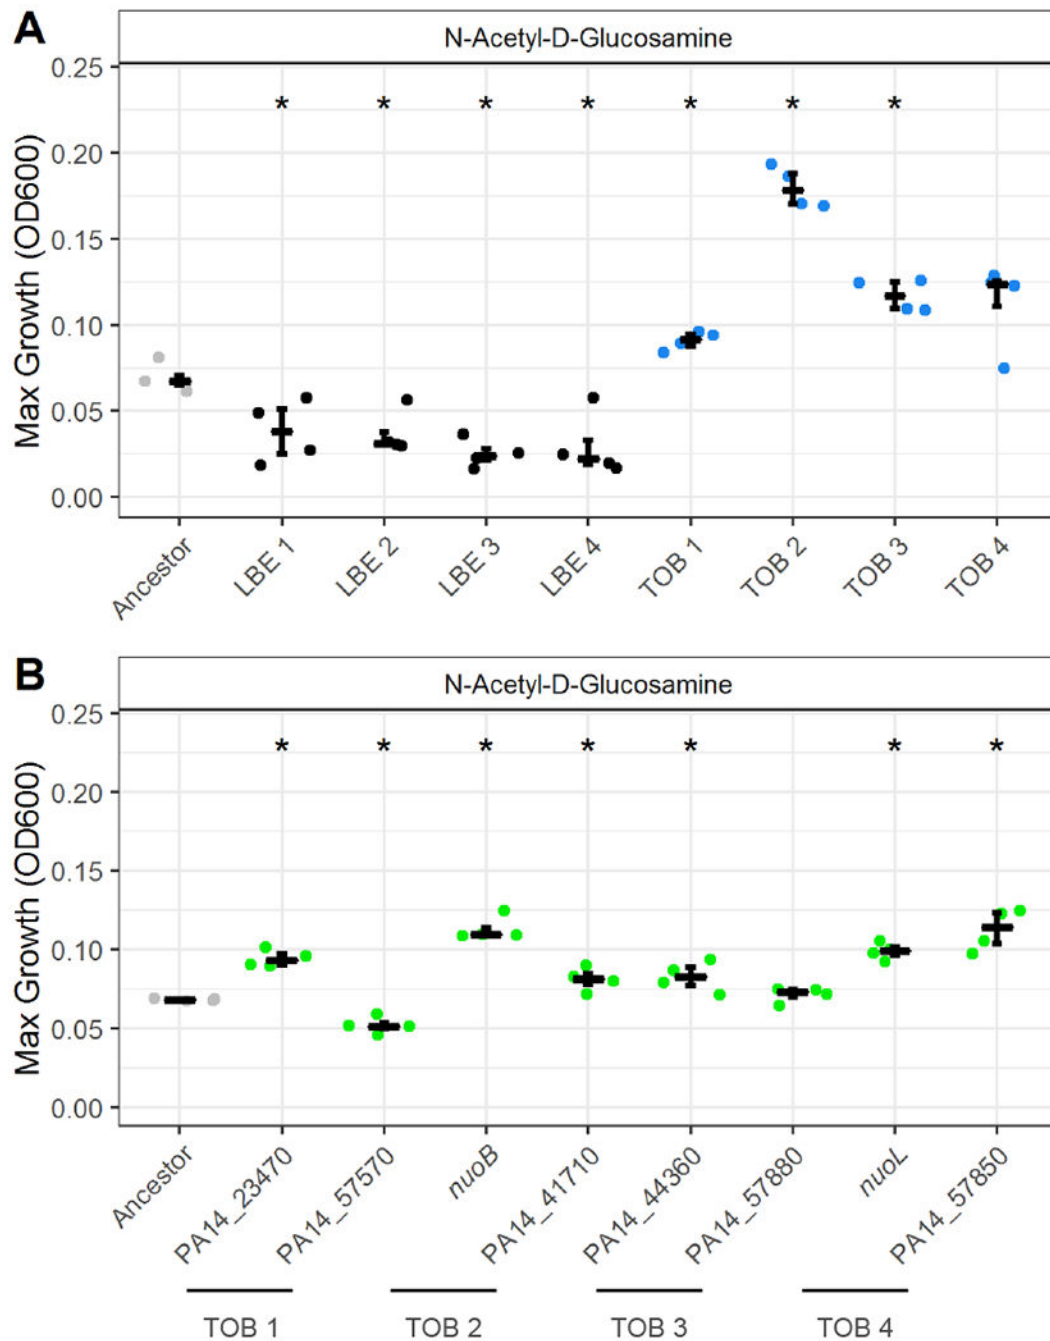 A
N-Acetyl-D-Glucosamine
Max Growth (OD600)
0.25
0.20
0.15
0.10
0.05
0.00
* * * * * * *
Ancestor
LBE 1
LBE 2
LBE 3
LBE 4
TOB 1
TOB 2
TOB 3
TOB 4
B
N-Acetyl-D-Glucosamine
Max Growth (OD600)
0.25
0.20
0.15
0.10
0.05
0.00
* * * * * * *
Ancestor
PA14_23470
PA14_57570
nuoB
PA14_41710
PA14_44360
PA14_57880
nuoL
PA14_57850
TOB 1
TOB 2
TOB 3
TOB 4